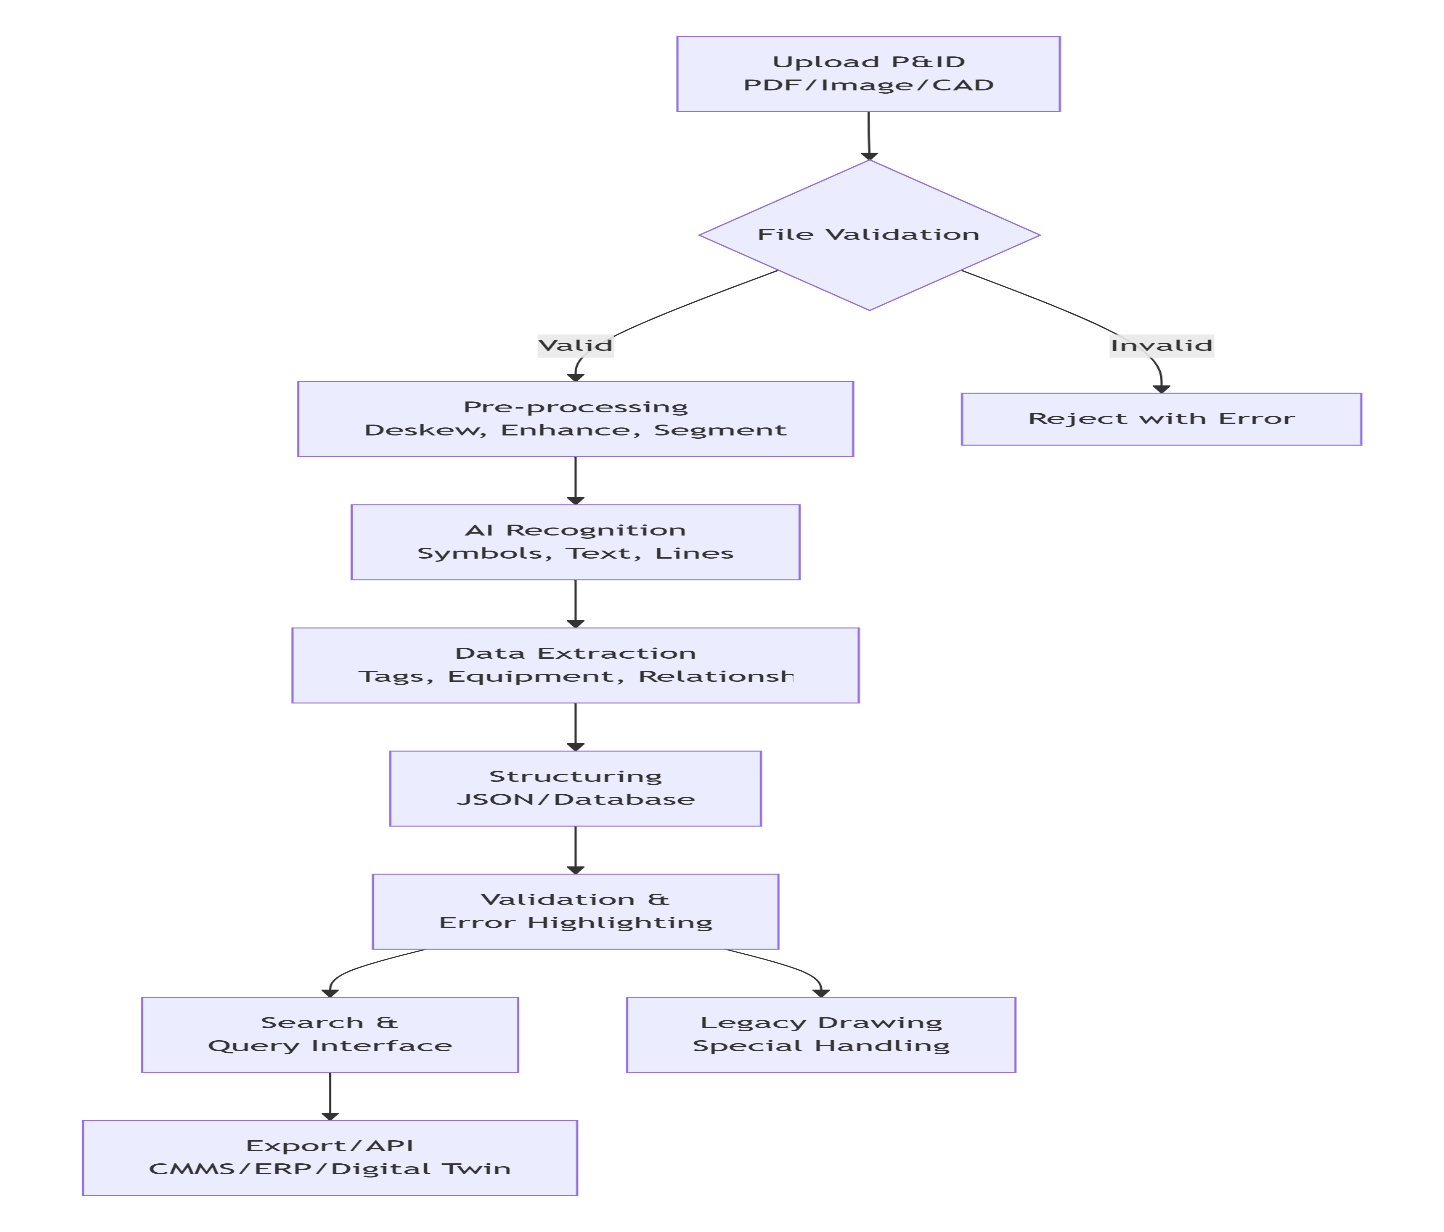 Upload P&ID
PDF/Image/CAD
File Validation
Valid
Invalid
Pre-processing
Deskew, Enhance, Segment
Reject with Error
AI Recognition
Symbols, Text, Lines
Data Extraction
Tags, Equipment, Relationsh
Structuring
JSON/Database
Validation &
Error Highlighting
Search &
Query Interface
Legacy Drawing
Special Handling
Export/API
CMMS/ERP/Digital Twin